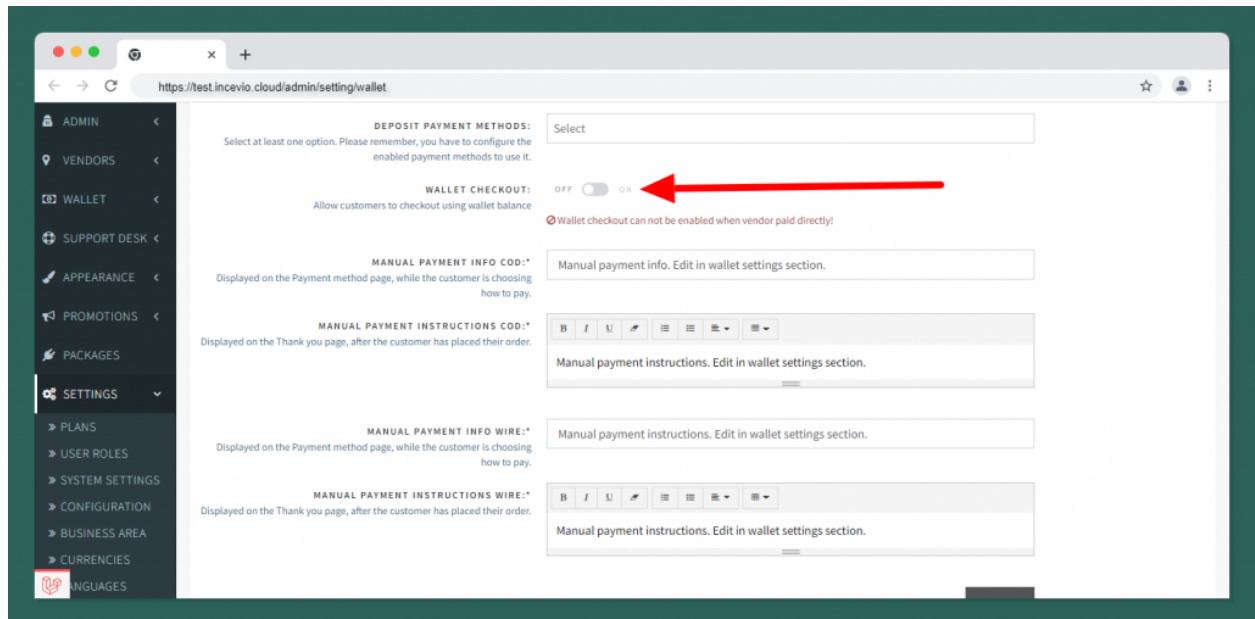 https://test.incevio.cloud/admin/setting/wallet
ADMIN
VENDORS
WALLET
SUPPORT DESK
APPEARANCE
PROMOTIONS
PACKAGES
SETTINGS
PLANS
USER ROLES
SYSTEM SETTINGS
CONFIGURATION
BUSINESS AREA
CURRENCIES
ANGUAGES
DEPOSIT PAYMENT METHODS:
Select at least one option. Please remember, you have to configure the
enabled payment methods to use it.
Select
WALLET CHECKOUT:
Allow customers to checkout using wallet balance
OFF ON
Wallet checkout can not be enabled when vendor paid directly!
MANUAL PAYMENT INFO COD:*
Displayed on the Payment method page, while the customer is choosing
how to pay.
Manual payment info. Edit in wallet settings section.
MANUAL PAYMENT INSTRUCTIONS COD:*
Displayed on the Thank you page, after the customer has placed their order.
B I U
Manual payment instructions. Edit in wallet settings section.
MANUAL PAYMENT INFO WIRE:*
Displayed on the Payment method page, while the customer is choosing
how to pay.
Manual payment instructions. Edit in wallet settings section.
MANUAL PAYMENT INSTRUCTIONS WIRE:*
Displayed on the Thank you page, after the customer has placed their order.
B I U
Manual payment instructions. Edit in wallet settings section.